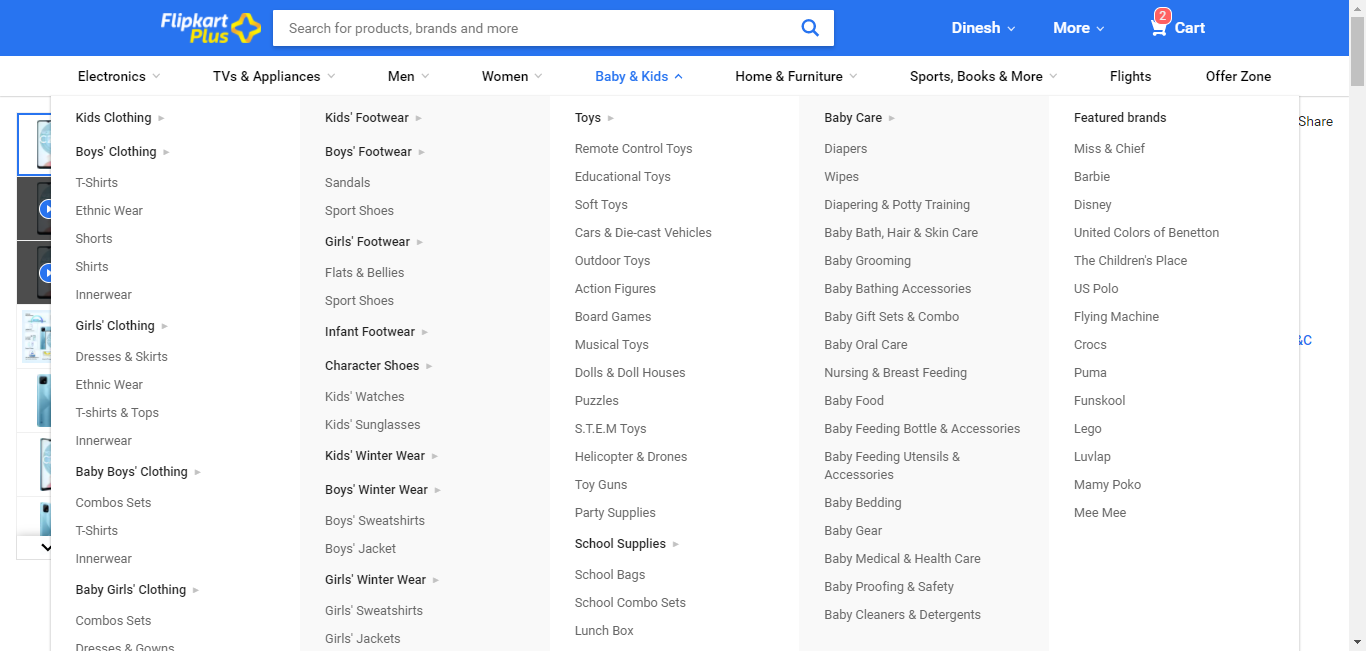 Flipkart
Plus
Search for products, brands and more
Dinesh
More
2
Cart
Electronics
TVs & Appliances
Men
Women
Baby & Kids
Home & Furniture
Sports, Books & More
Flights
Offer Zone
Kids Clothing
Boys' Clothing
T-Shirts
Ethnic Wear
Shorts
Shirts
Innerwear
Girls' Clothing
Dresses & Skirts
Ethnic Wear
T-shirts & Tops
Innerwear
Baby Boys' Clothing
Combos Sets
T-Shirts
Innerwear
Baby Girls' Clothing
Combos Sets
Dresses & Gowns
Kids' Footwear
Boys' Footwear
Sandals
Sport Shoes
Girls' Footwear
Flats & Bellies
Sport Shoes
Infant Footwear
Character Shoes
Kids' Watches
Kids' Sunglasses
Kids' Winter Wear
Boys' Winter Wear
Boys' Sweatshirts
Boys' Jacket
Girls' Winter Wear
Girls' Sweatshirts
Girls' Jackets
Toys
Remote Control Toys
Educational Toys
Soft Toys
Cars & Die-cast Vehicles
Outdoor Toys
Action Figures
Board Games
Musical Toys
Dolls & Doll Houses
Puzzles
S.T.E.M Toys
Helicopter & Drones
Toy Guns
Party Supplies
School Supplies
School Bags
School Combo Sets
Lunch Box
Baby Care
Diapers
Wipes
Diapering & Potty Training
Baby Bath, Hair & Skin Care
Baby Grooming
Baby Bathing Accessories
Baby Gift Sets & Combo
Baby Oral Care
Nursing & Breast Feeding
Baby Food
Baby Feeding Bottle & Accessories
Baby Feeding Utensils &
Accessories
Baby Bedding
Baby Gear
Baby Medical & Health Care
Baby Proofing & Safety
Baby Cleaners & Detergents
Featured brands
Miss & Chief
Barbie
Disney
United Colors of Benetton
The Children's Place
US Polo
Flying Machine
Crocs
Puma
Funskool
Lego
Luvlap
Mamy Poko
Mee Mee
Share
&C